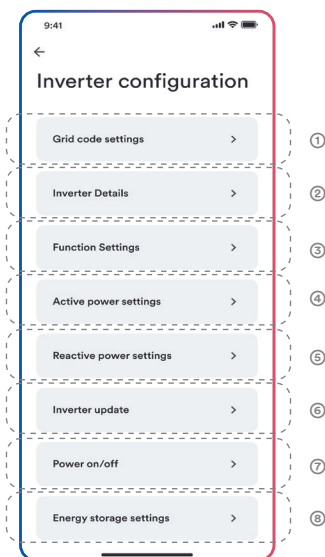 9:41
Inverter configuration
Grid code settings
①
Inverter Details
②
Function Settings
③
Active power settings
④
Reactive power settings
⑤
Inverter update
⑥
Power on/off
⑦
Energy storage settings
⑧